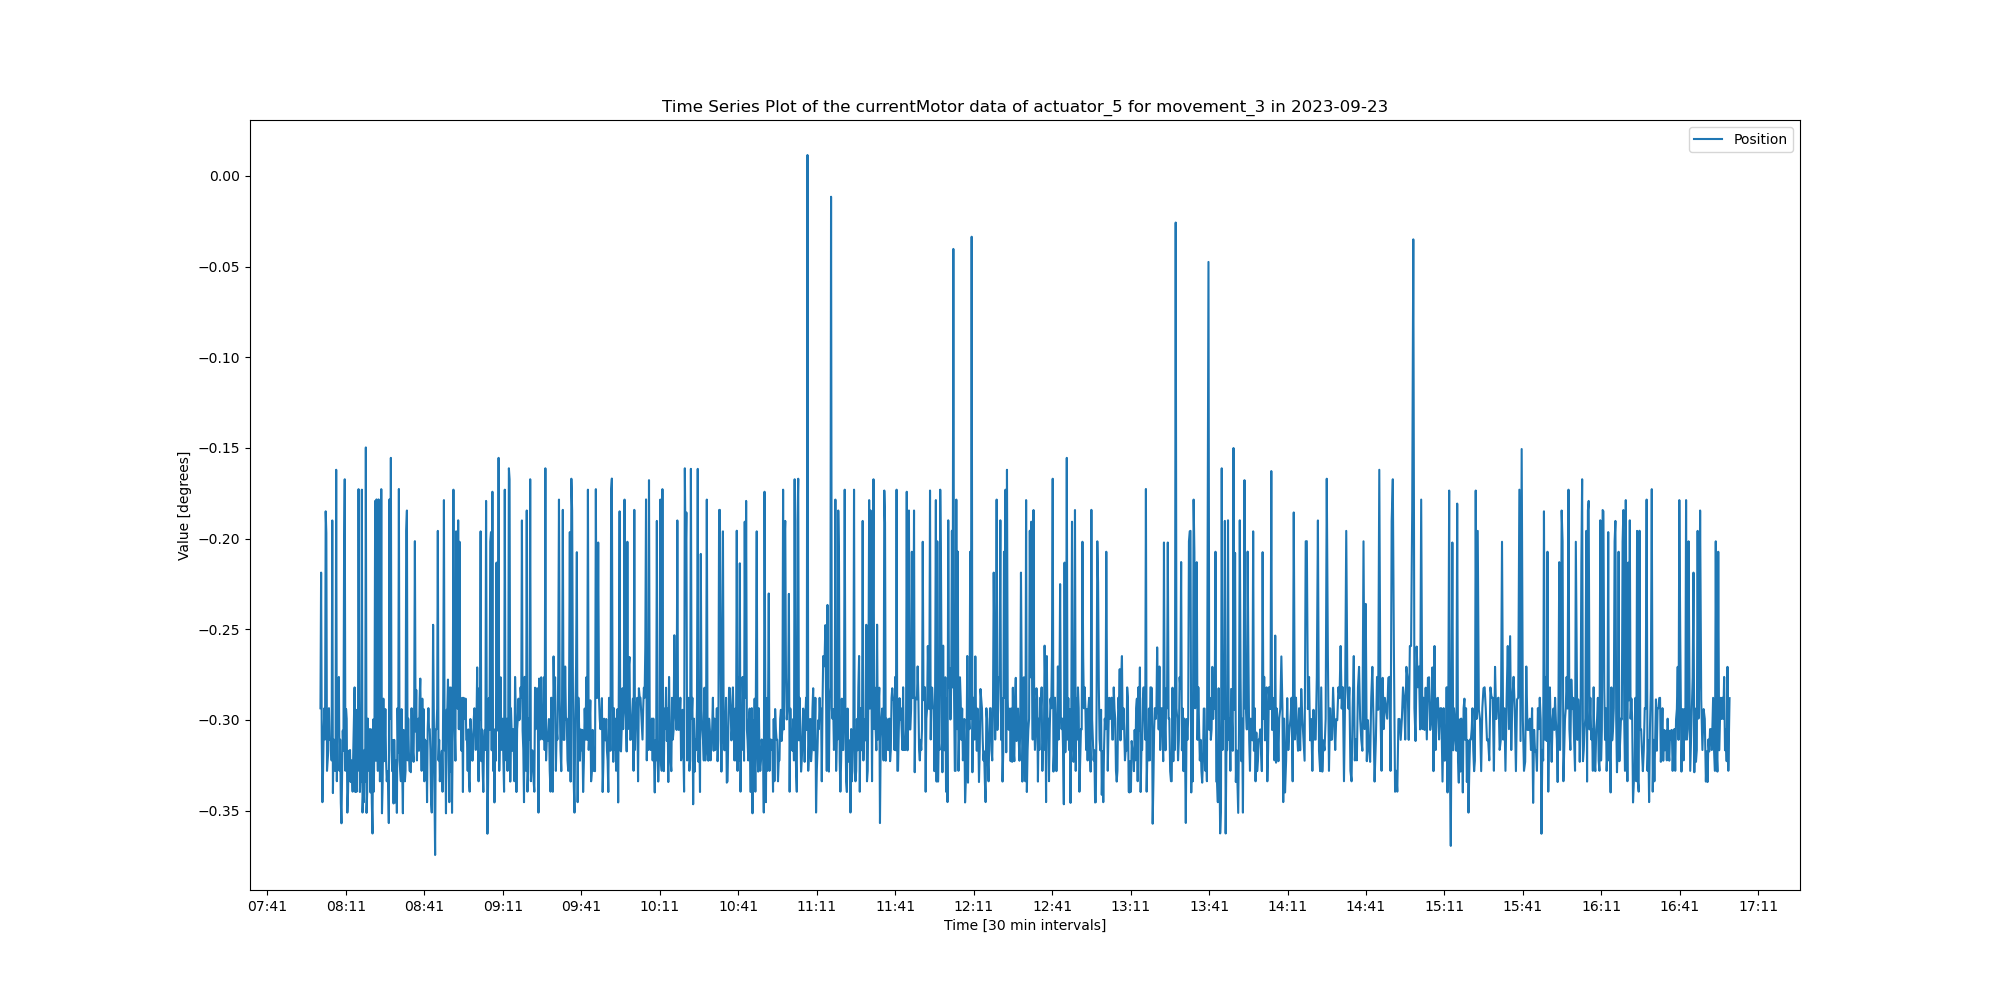 Time Series Plot of the currentMotor data of actuator_5 for movement_3 in 2023-09-23
Position
0.00
−0.05
−0.10
−0.15
−0.20
−0.25
−0.30
−0.35
Value [degrees]
07:41 08:11 08:41 09:11 09:41 10:11 10:41 11:11 11:41 12:11 12:41 13:11 13:41 14:11 14:41 15:11 15:41 16:11 16:41 17:11
Time [30 min intervals]